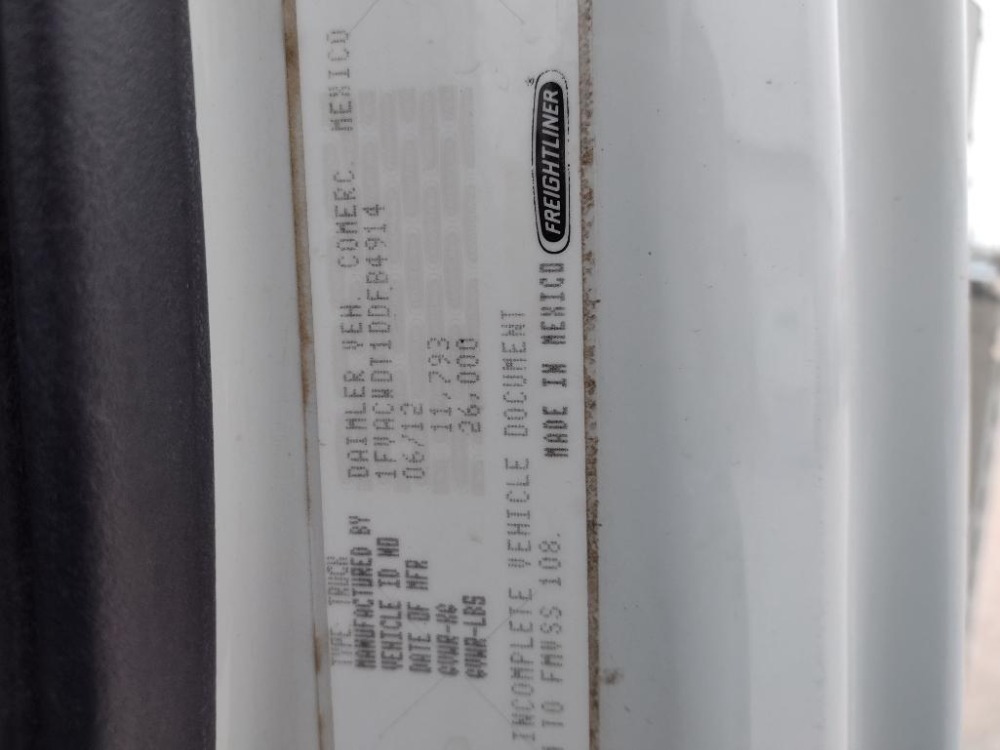 TYPE TRUCK
MANUFACTURED BY DAIMLER VEH. COMERC. MEXICO
VEHICLE ID NO 1FVACWDT1DDFB4914
DATE OF MFR 06/12
GVWR-KG 11,793
GVWR-LBS 26,000
INCOMPLETE VEHICLE DOCUMENT
TO FMVSS 108.
MADE IN MEXICO FREIGHTLINER